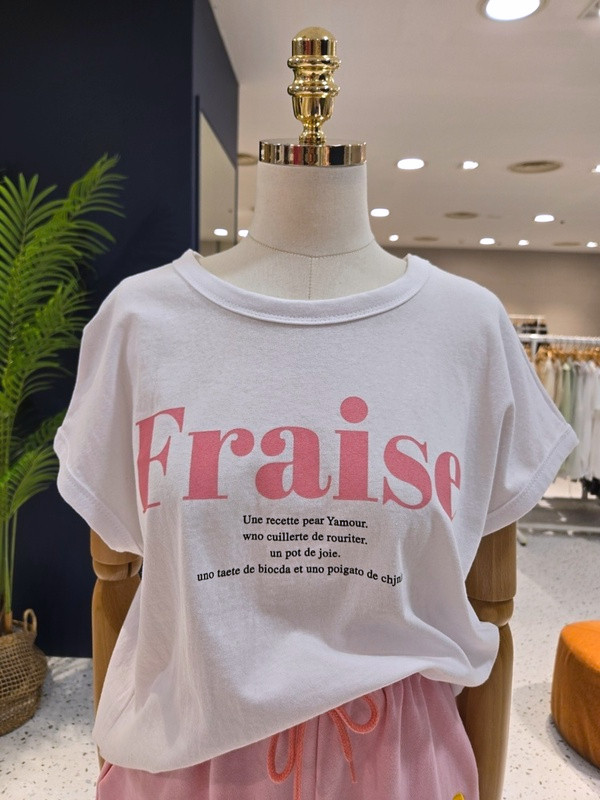 Fraise
Une recette pear Yamour.
wno cuillerte de rouriter.
un pot de joie.
uno taete de biocda et uno poigato de